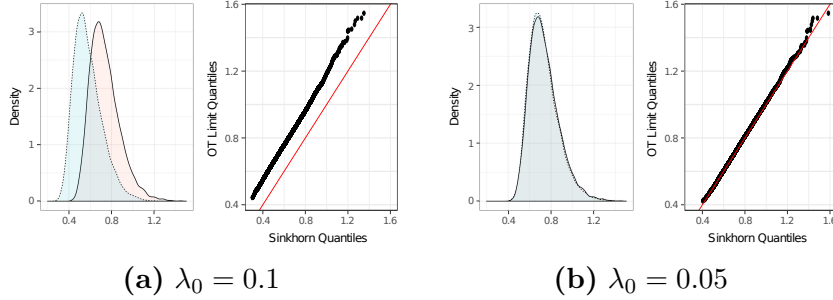 3
2
1
0
Density
0.4 0.8 1.2
1.6
1.2
0.8
0.4
OT Limit Quantiles
0.4 0.8 1.2 1.6
Sinkhorn Quantiles
(a) λ₀ = 0.1
3
2
1
0
Density
0.4 0.8 1.2
1.6
1.2
0.8
0.4
OT Limit Quantiles
0.4 0.8 1.2 1.6
Sinkhorn Quantiles
(b) λ₀ = 0.05